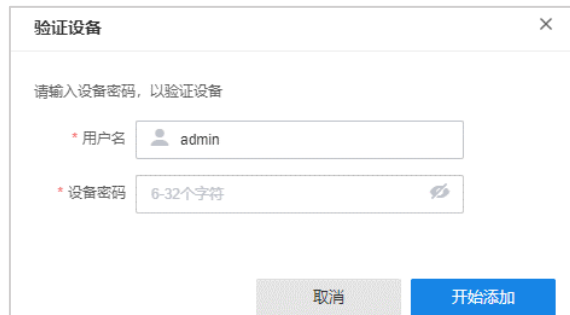 验证设备
请输入设备密码，以验证设备
* 用户名 admin
* 设备密码 6-32个字符
取消 开始添加